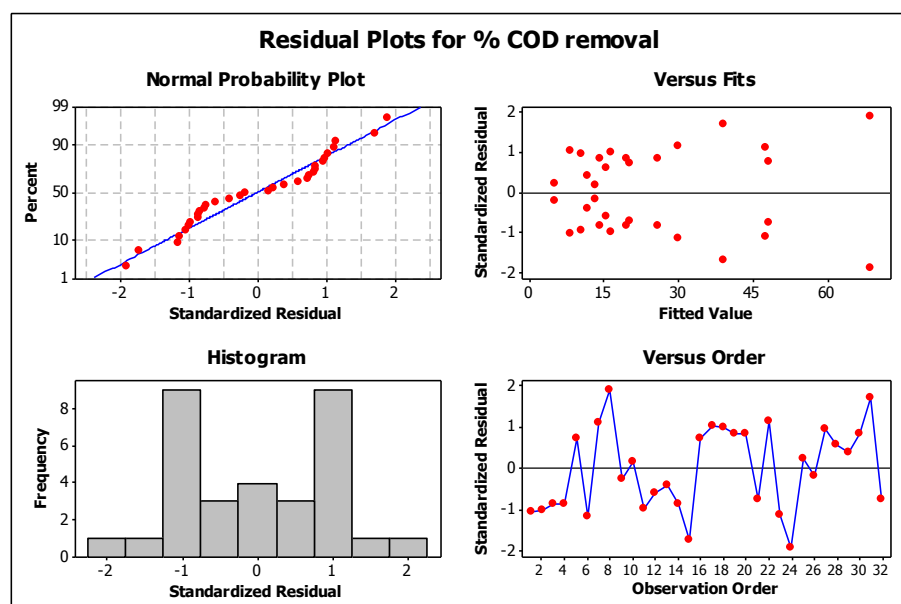 Residual Plots for % COD removal
Normal Probability Plot
99
90
50
10
1
Percent
-2 -1 0 1 2
Standardized Residual
Versus Fits
2
1
0
-1
-2
Standardized Residual
0 15 30 45 60
Fitted Value
Histogram
8
6
4
2
0
Frequency
-2 -1 0 1 2
Standardized Residual
Versus Order
2
1
0
-1
-2
Standardized Residual
2 4 6 8 10 12 14 16 18 20 22 24 26 28 30 32
Observation Order